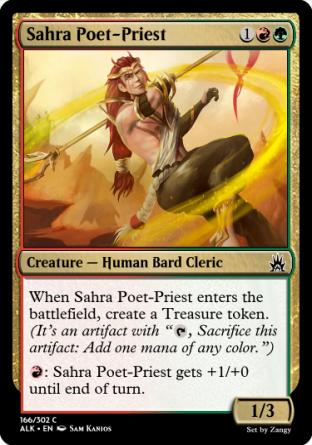 Sahra Poet-Priest 1
Creature — Human Bard Cleric
When Sahra Poet-Priest enters the
battlefield, create a Treasure token.
(It's an artifact with “, Sacrifice this
artifact: Add one mana of any color.”)
: Sahra Poet-Priest gets +1/+0
until end of turn.
1/3
166/302 C
ALK • EN Sam Kanios
Set by Zangy